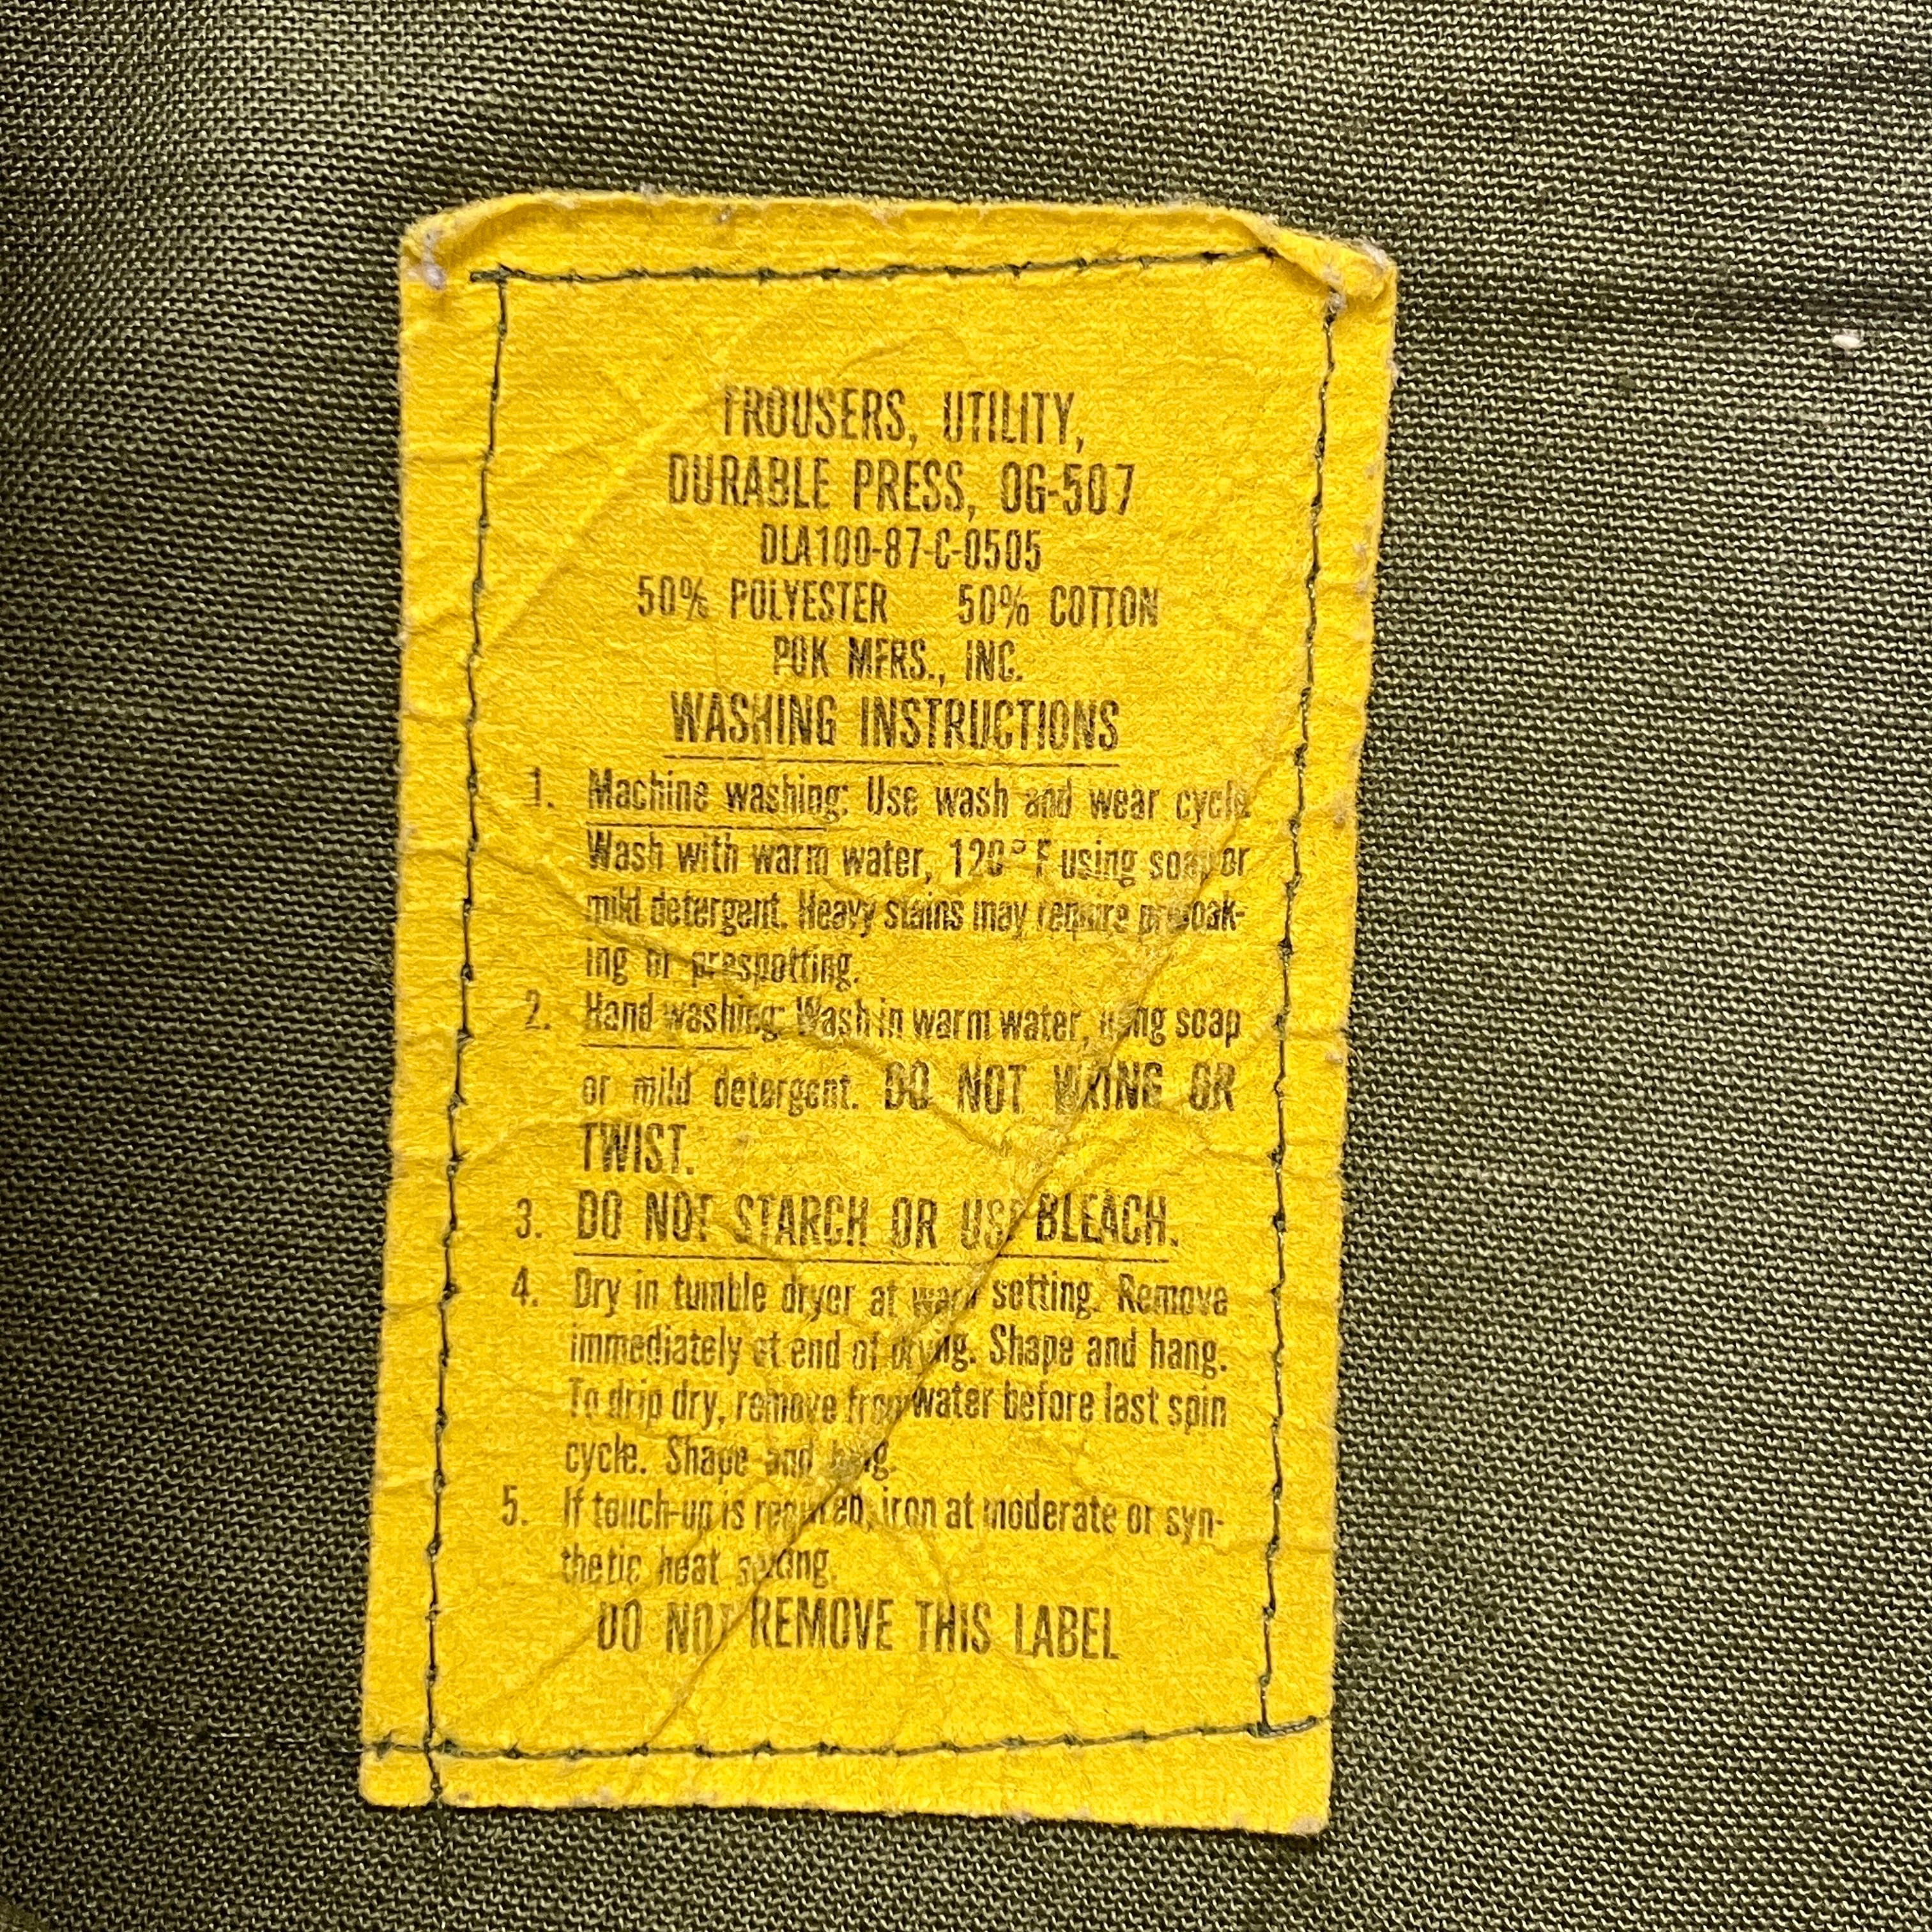 TROUSERS, UTILITY,
DURABLE PRESS, OG-507
DLA100-87-C-0505
50% POLYESTER 50% COTTON
POK MFRS., INC.
WASHING INSTRUCTIONS
1. Machine washing: Use wash and wear cycle.
Wash with warm water, 120° F using soap or
mild detergent. Heavy stains may require presoak-
ing or prespotting.
2. Hand washing: Wash in warm water, using soap
or mild detergent. DO NOT WRING OR
TWIST.
3. DO NOT STARCH OR USE BLEACH.
4. Dry in tumble dryer at warm setting. Remove
immediately at end of drying. Shape and hang.
To drip dry, remove from water before last spin
cycle. Shape and hang.
5. If touch-up is required, iron at moderate or syn-
thetic heat setting.
DO NOT REMOVE THIS LABEL